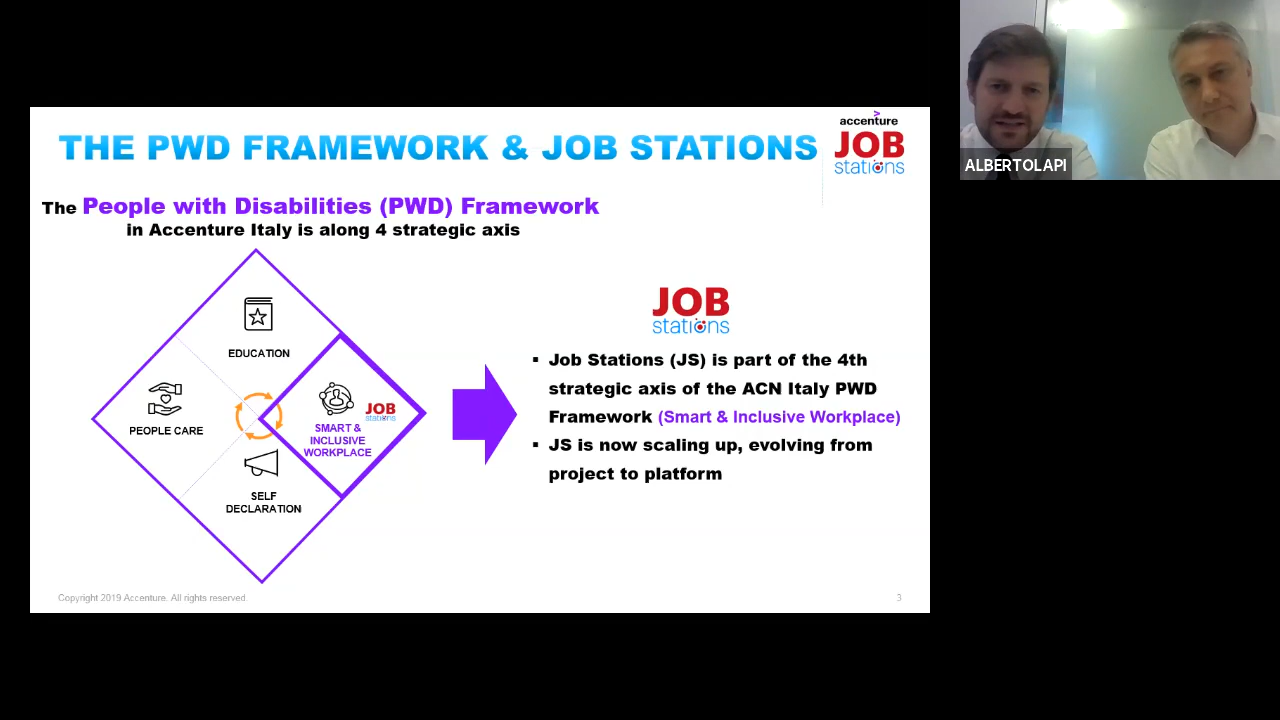 THE PWD FRAMEWORK & JOB STATIONS
>
accenture
JOB
stations
ALBERTOLAPI
The People with Disabilities (PWD) Framework
in Accenture Italy is along 4 strategic axis
EDUCATION
PEOPLE CARE
JOB
stations
SMART &
INCLUSIVE
WORKPLACE
SELF
DECLARATION
JOB
stations
▪ Job Stations (JS) is part of the 4th
strategic axis of the ACN Italy PWD
Framework (Smart & Inclusive Workplace)
▪ JS is now scaling up, evolving from
project to platform
Copyright 2019 Accenture. All rights reserved.
3